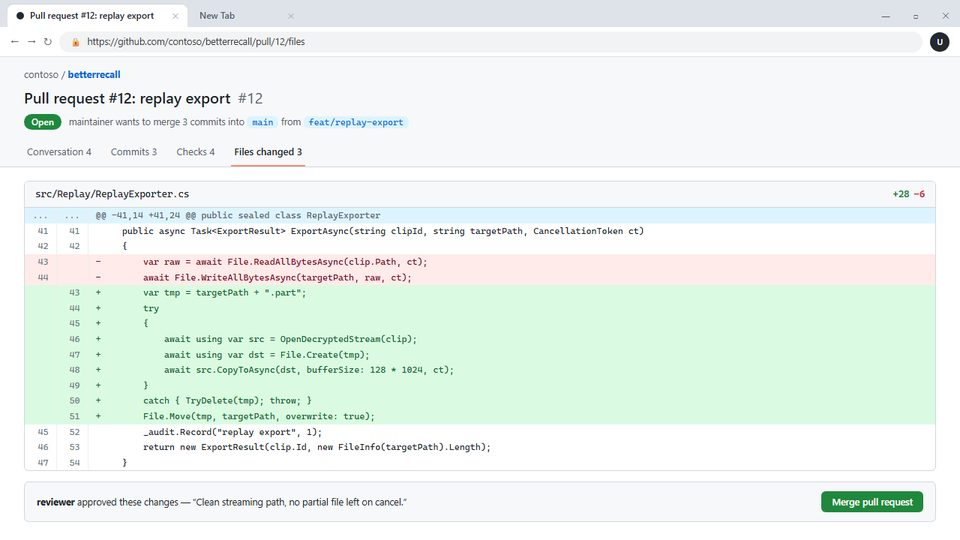 Pull request #12: replay export
New Tab
https://github.com/contoso/betterrecall/pull/12/files
U
contoso / betterrecall
Pull request #12: replay export #12
Open maintainer wants to merge 3 commits into main from feat/replay-export
Conversation 4 Commits 3 Checks 4 Files changed 3
src/Replay/ReplayExporter.cs +28 −6
... ... @@ −41,14 +41,24 @@ public sealed class ReplayExporter
41 41 public async Task<ExportResult> ExportAsync(string clipId, string targetPath, CancellationToken ct)
42 42 {
43 − var raw = await File.ReadAllBytesAsync(clip.Path, ct);
44 − await File.WriteAllBytesAsync(targetPath, raw, ct);
43 + var tmp = targetPath + ".part";
44 + try
45 + {
46 + await using var src = OpenDecryptedStream(clip);
47 + await using var dst = File.Create(tmp);
48 + await src.CopyToAsync(dst, bufferSize: 128 * 1024, ct);
49 + }
50 + catch { TryDelete(tmp); throw; }
51 + File.Move(tmp, targetPath, overwrite: true);
45 52 _audit.Record("replay export", 1);
46 53 return new ExportResult(clip.Id, new FileInfo(targetPath).Length);
47 54 }
reviewer approved these changes — “Clean streaming path, no partial file left on cancel.”
Merge pull request